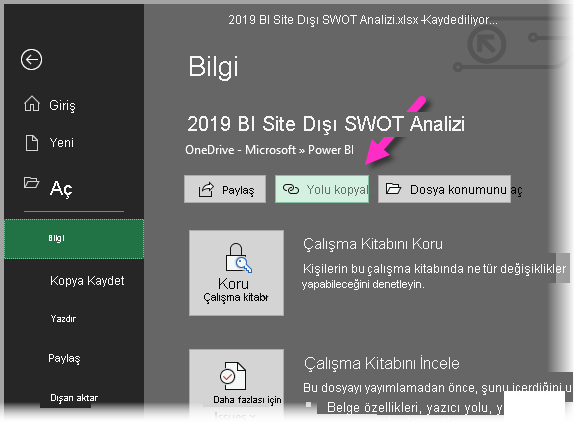 2019 BI Site Dışı SWOT Analizi.xlsx -Kaydediliyor...
Bilgi
Giriş
Yeni
Aç
Bilgi
Kopya Kaydet
Yazdır
Paylaş
Dışarı aktar
2019 BI Site Dışı SWOT Analizi
OneDrive - Microsoft » Power BI
Paylaş
Yolu kopyal
Dosya konumunu aç
Koru
Çalışma kitabı
Çalışma Kitabını Koru
Kişilerin bu çalışma kitabında ne tür değişiklikler
yapabileceğini denetleyin.
Daha fazlası için
Çalışma Kitabını İncele
Bu dosyayı yayımlamadan önce, şunu içerdiğini u
Belge özellikleri, yazıcı yolu, y